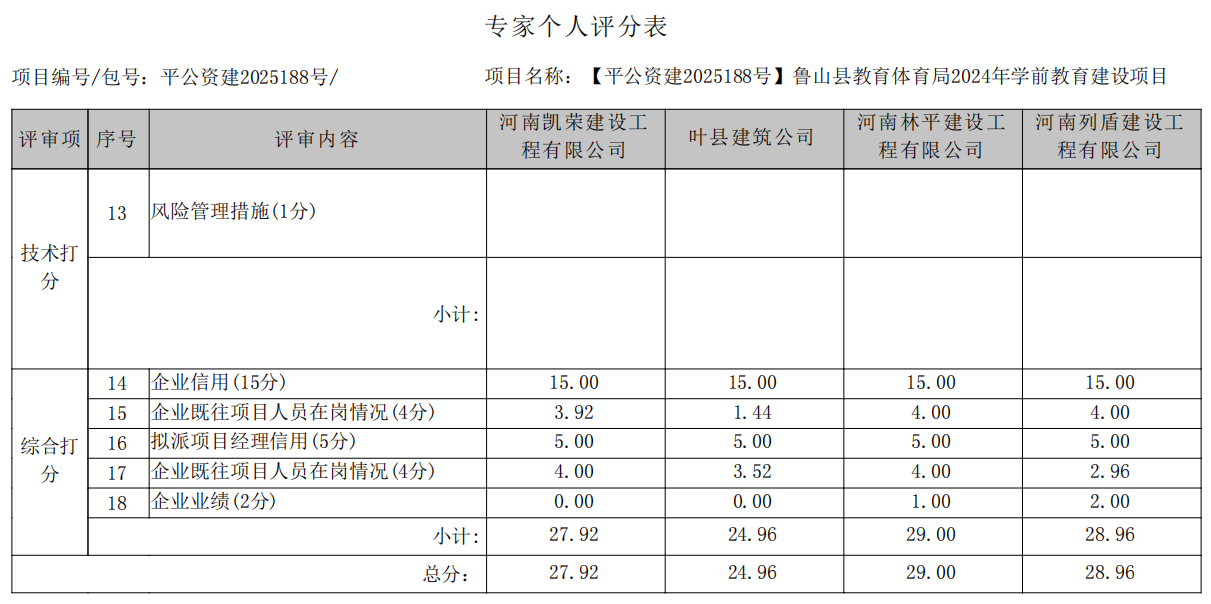 专家个人评分表
项目编号/包号：平公资建2025188号/ 项目名称：【平公资建2025188号】鲁山县教育体育局2024年学前教育建设项目
评审项 序号 评审内容 河南凯荣建设工程有限公司 叶县建筑公司 河南林平建设工程有限公司 河南列盾建设工程有限公司
技术打分
13 风险管理措施(1分)
小计:
综合打分
14 企业信用(15分) 15.00 15.00 15.00 15.00
15 企业既往项目人员在岗情况(4分) 3.92 1.44 4.00 4.00
16 拟派项目经理信用(5分) 5.00 5.00 5.00 5.00
17 企业既往项目人员在岗情况(4分) 4.00 3.52 4.00 2.96
18 企业业绩(2分) 0.00 0.00 1.00 2.00
小计: 27.92 24.96 29.00 28.96
总分: 27.92 24.96 29.00 28.96